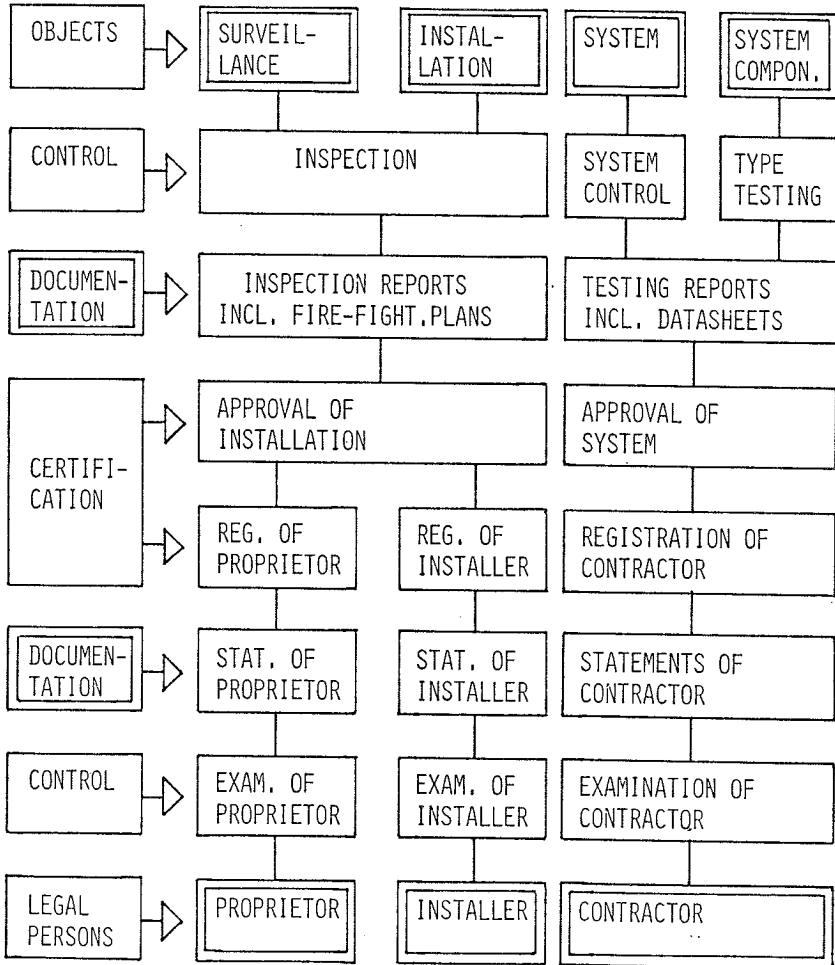 OBJECTS
SURVEIL-
LANCE
INSTAL-
LATION
SYSTEM
SYSTEM
COMPON.
CONTROL
INSPECTION
SYSTEM
CONTROL
TYPE
TESTING
DOCUMEN-
TATION
INSPECTION REPORTS
INCL. FIRE-FIGHT.PLANS
TESTING REPORTS
INCL. DATASHEETS
CERTIFI-
CATION
APPROVAL OF
INSTALLATION
APPROVAL OF
SYSTEM
REG. OF
PROPRIETOR
REG. OF
INSTALLER
REGISTRATION OF
CONTRACTOR
DOCUMEN-
TATION
STAT. OF
PROPRIETOR
STAT. OF
INSTALLER
STATEMENTS OF
CONTRACTOR
CONTROL
EXAM. OF
PROPRIETOR
EXAM. OF
INSTALLER
EXAMINATION OF
CONTRACTOR
LEGAL
PERSONS
PROPRIETOR
INSTALLER
CONTRACTOR